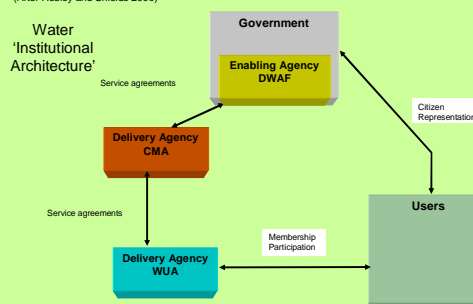 Water
‘Institutional
Architecture’
Government
Enabling Agency
DWAF
Service agreements
Citizen
Representation
Delivery Agency
CMA
Users
Service agreements
Membership
Participation
Delivery Agency
WUA